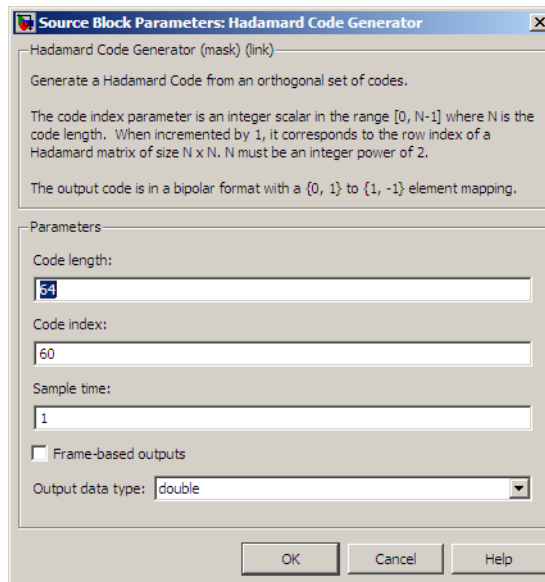 Source Block Parameters: Hadamard Code Generator
Hadamard Code Generator (mask) (link)
Generate a Hadamard Code from an orthogonal set of codes.
The code index parameter is an integer scalar in the range [0, N-1] where N is the
code length.  When incremented by 1, it corresponds to the row index of a
Hadamard matrix of size N x N. N must be an integer power of 2.
The output code is in a bipolar format with a {0, 1} to {1, -1} element mapping.
Parameters
Code length:
64
Code index:
60
Sample time:
1
Frame-based outputs
Output data type: double
OK Cancel Help